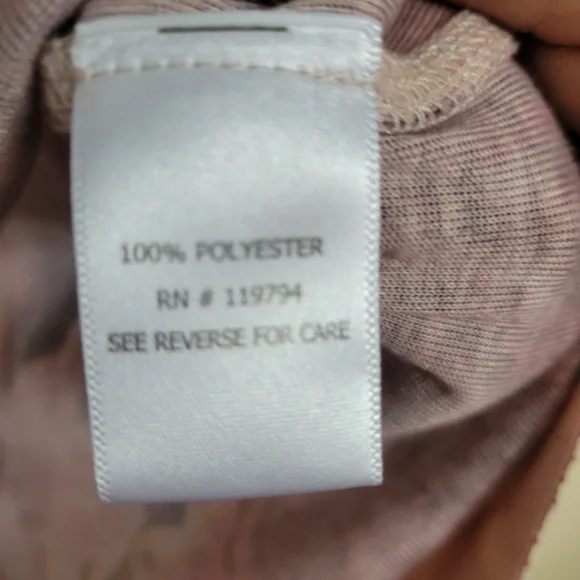 100% POLYESTER
RN # 119794
SEE REVERSE FOR CARE